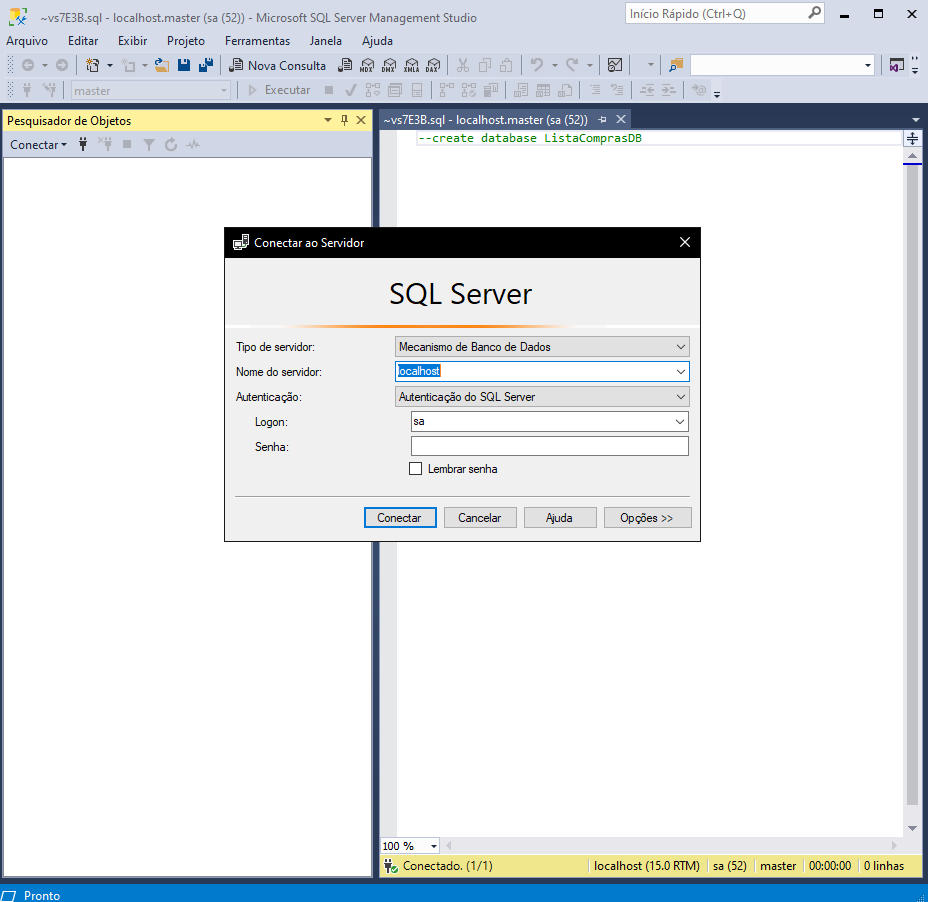 ~vs7E3B.sql - localhost.master (sa (52)) - Microsoft SQL Server Management Studio
Início Rápido (Ctrl+Q)
Arquivo Editar Exibir Projeto Ferramentas Janela Ajuda
Nova Consulta MDX DMX XMLA DAX
master Executar
Pesquisador de Objetos
~vs7E3B.sql - localhost.master (sa (52))
Conectar
--create database ListaComprasDB
Conectar ao Servidor
SQL Server
Tipo de servidor: Mecanismo de Banco de Dados
Nome do servidor: localhost
Autenticação: Autenticação do SQL Server
Logon: sa
Senha:
Lembrar senha
Conectar Cancelar Ajuda Opções >>
100 %
Conectado. (1/1) localhost (15.0 RTM) sa (52) master 00:00:00 0 linhas
Pronto